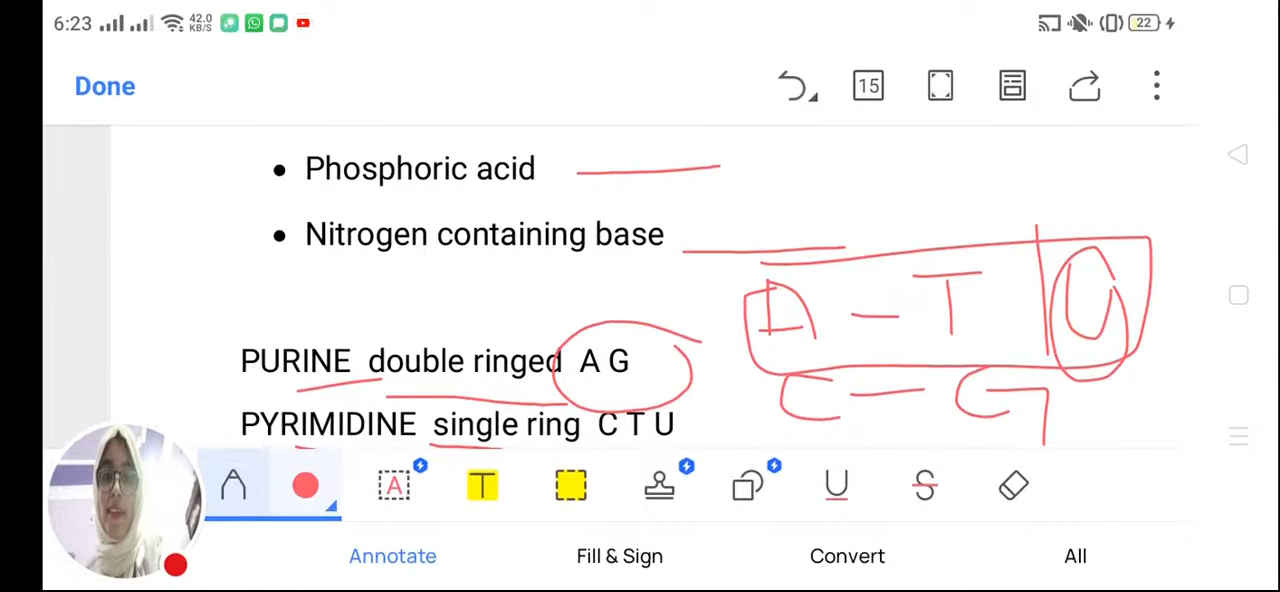 6:23 42.0 KB/S 22
Done 15
• Phosphoric acid
• Nitrogen containing base
A - T U
PURINE double ringed A G
C - G
PYRIMIDINE single ring C T U
A T U S
Annotate Fill & Sign Convert All